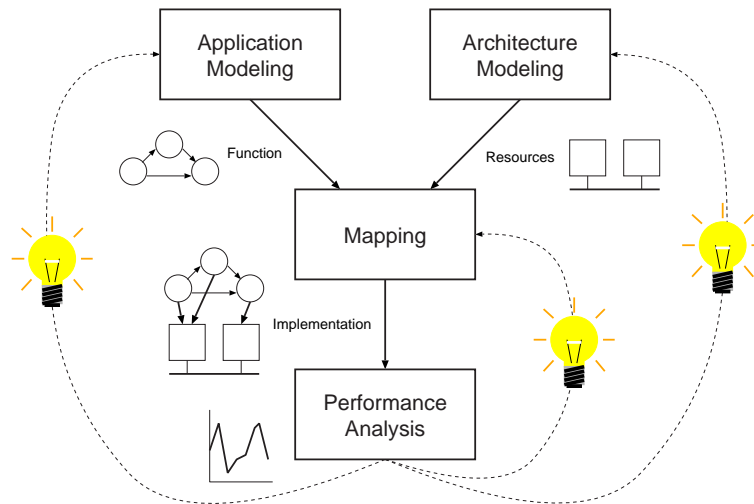 Application
Modeling
Architecture
Modeling
Function
Resources
Mapping
Implementation
Performance
Analysis